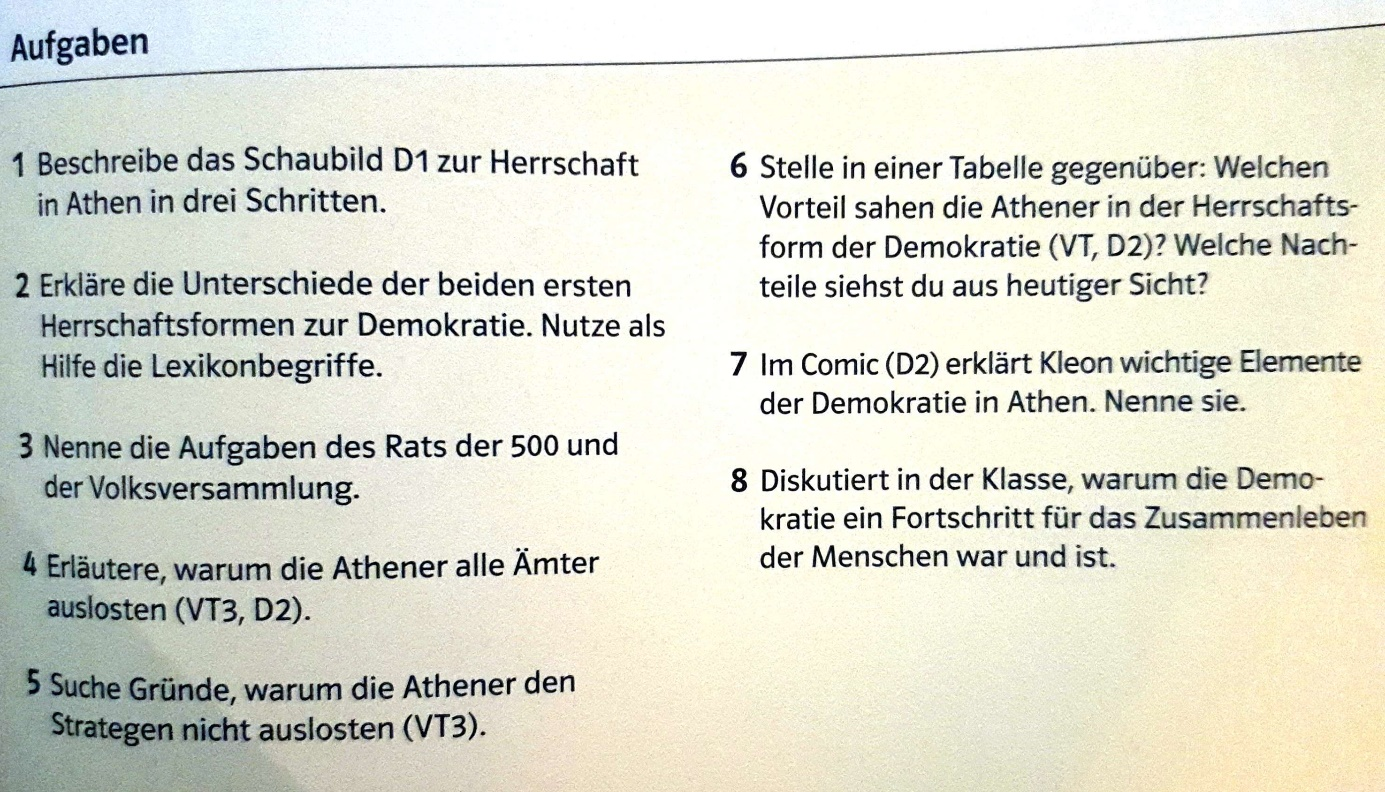 Aufgaben
1 Beschreibe das Schaubild D1 zur Herrschaft
in Athen in drei Schritten.
2 Erkläre die Unterschiede der beiden ersten
Herrschaftsformen zur Demokratie. Nutze als
Hilfe die Lexikonbegriffe.
3 Nenne die Aufgaben des Rats der 500 und
der Volksversammlung.
4 Erläutere, warum die Athener alle Ämter
auslosten (VT3, D2).
5 Suche Gründe, warum die Athener den
Strategen nicht auslosten (VT3).
6 Stelle in einer Tabelle gegenüber: Welchen
Vorteil sahen die Athener in der Herrschafts-
form der Demokratie (VT, D2)? Welche Nach-
teile siehst du aus heutiger Sicht?
7 Im Comic (D2) erklärt Kleon wichtige Elemente
der Demokratie in Athen. Nenne sie.
8 Diskutiert in der Klasse, warum die Demo-
kratie ein Fortschritt für das Zusammenleben
der Menschen war und ist.